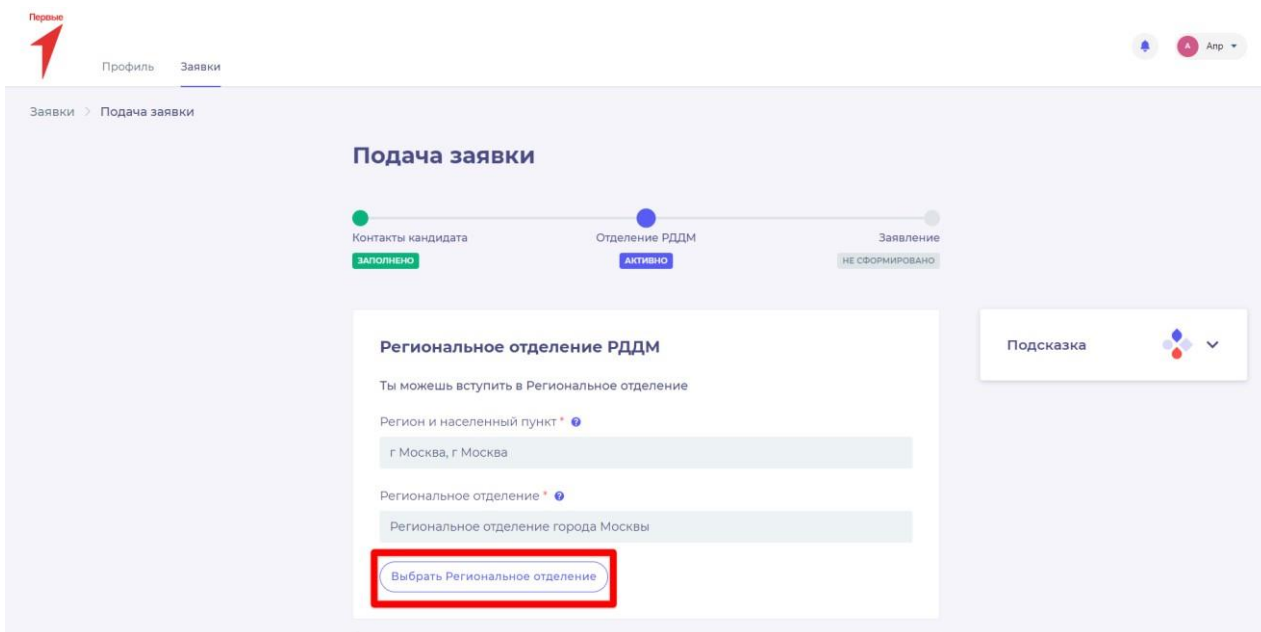 Первые
Профиль Заявки
А Апр
Заявки > Подача заявки
Подача заявки
Контакты кандидата Отделение РДДМ Заявление
ЗАПОЛНЕНО АКТИВНО НЕ СФОРМИРОВАНО
Региональное отделение РДДМ
Подсказка
Ты можешь вступить в Региональное отделение
Регион и населенный пункт * ?
г Москва, г Москва
Региональное отделение * ?
Региональное отделение города Москвы
Выбрать Региональное отделение